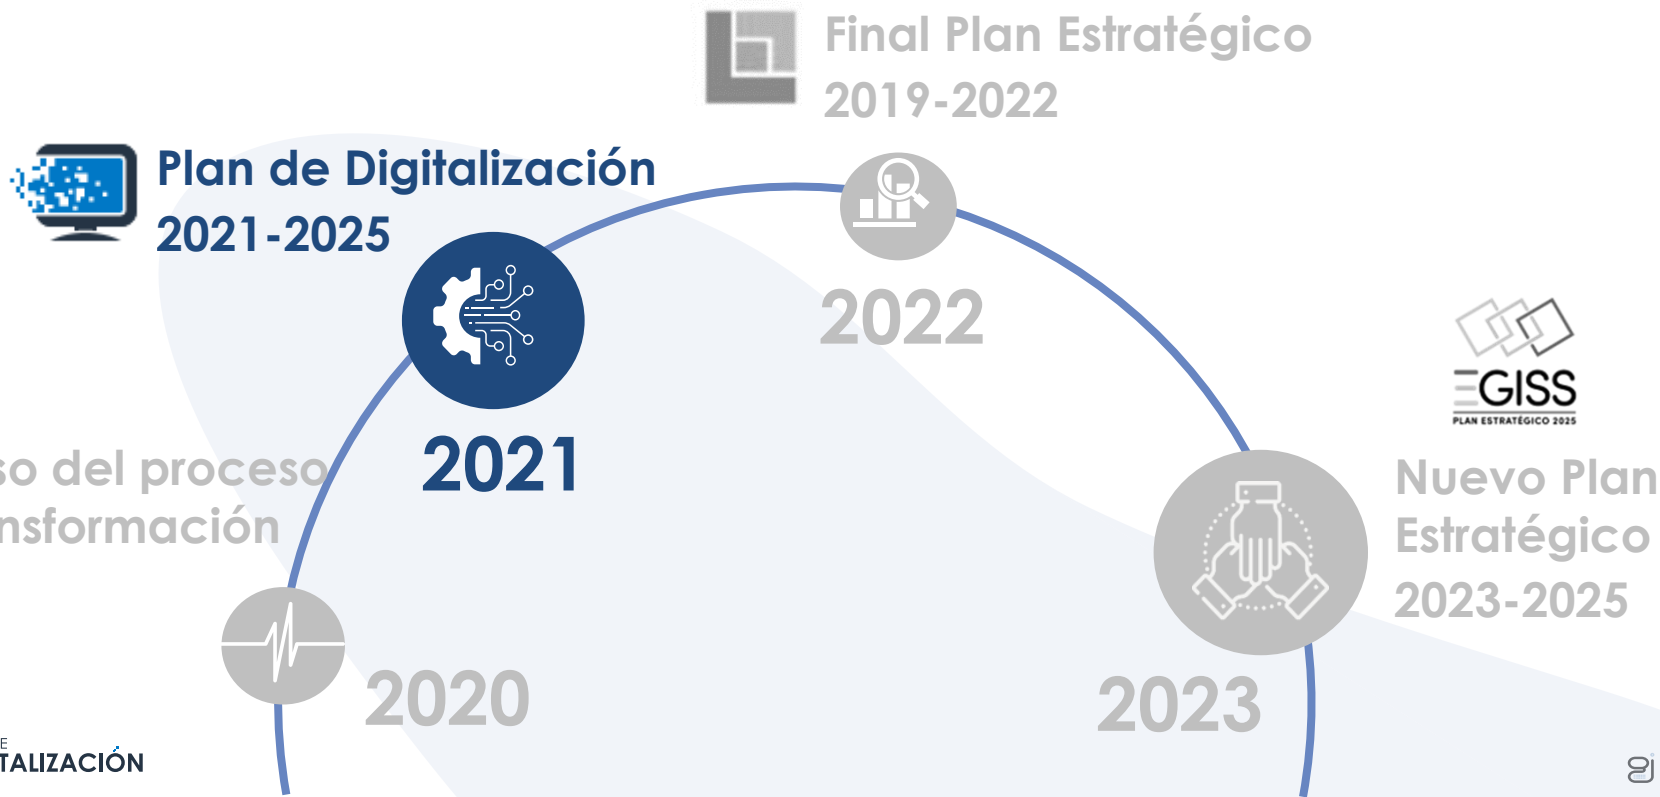 Final Plan Estratégico
2019-2022
Plan de Digitalización
2021-2025
2022
2021
GISS
PLAN ESTRATÉGICO 2025
Nuevo Plan
Estratégico
2023-2025
so del proceso
nsformación
2020
2023
E
TALIZACIÓN